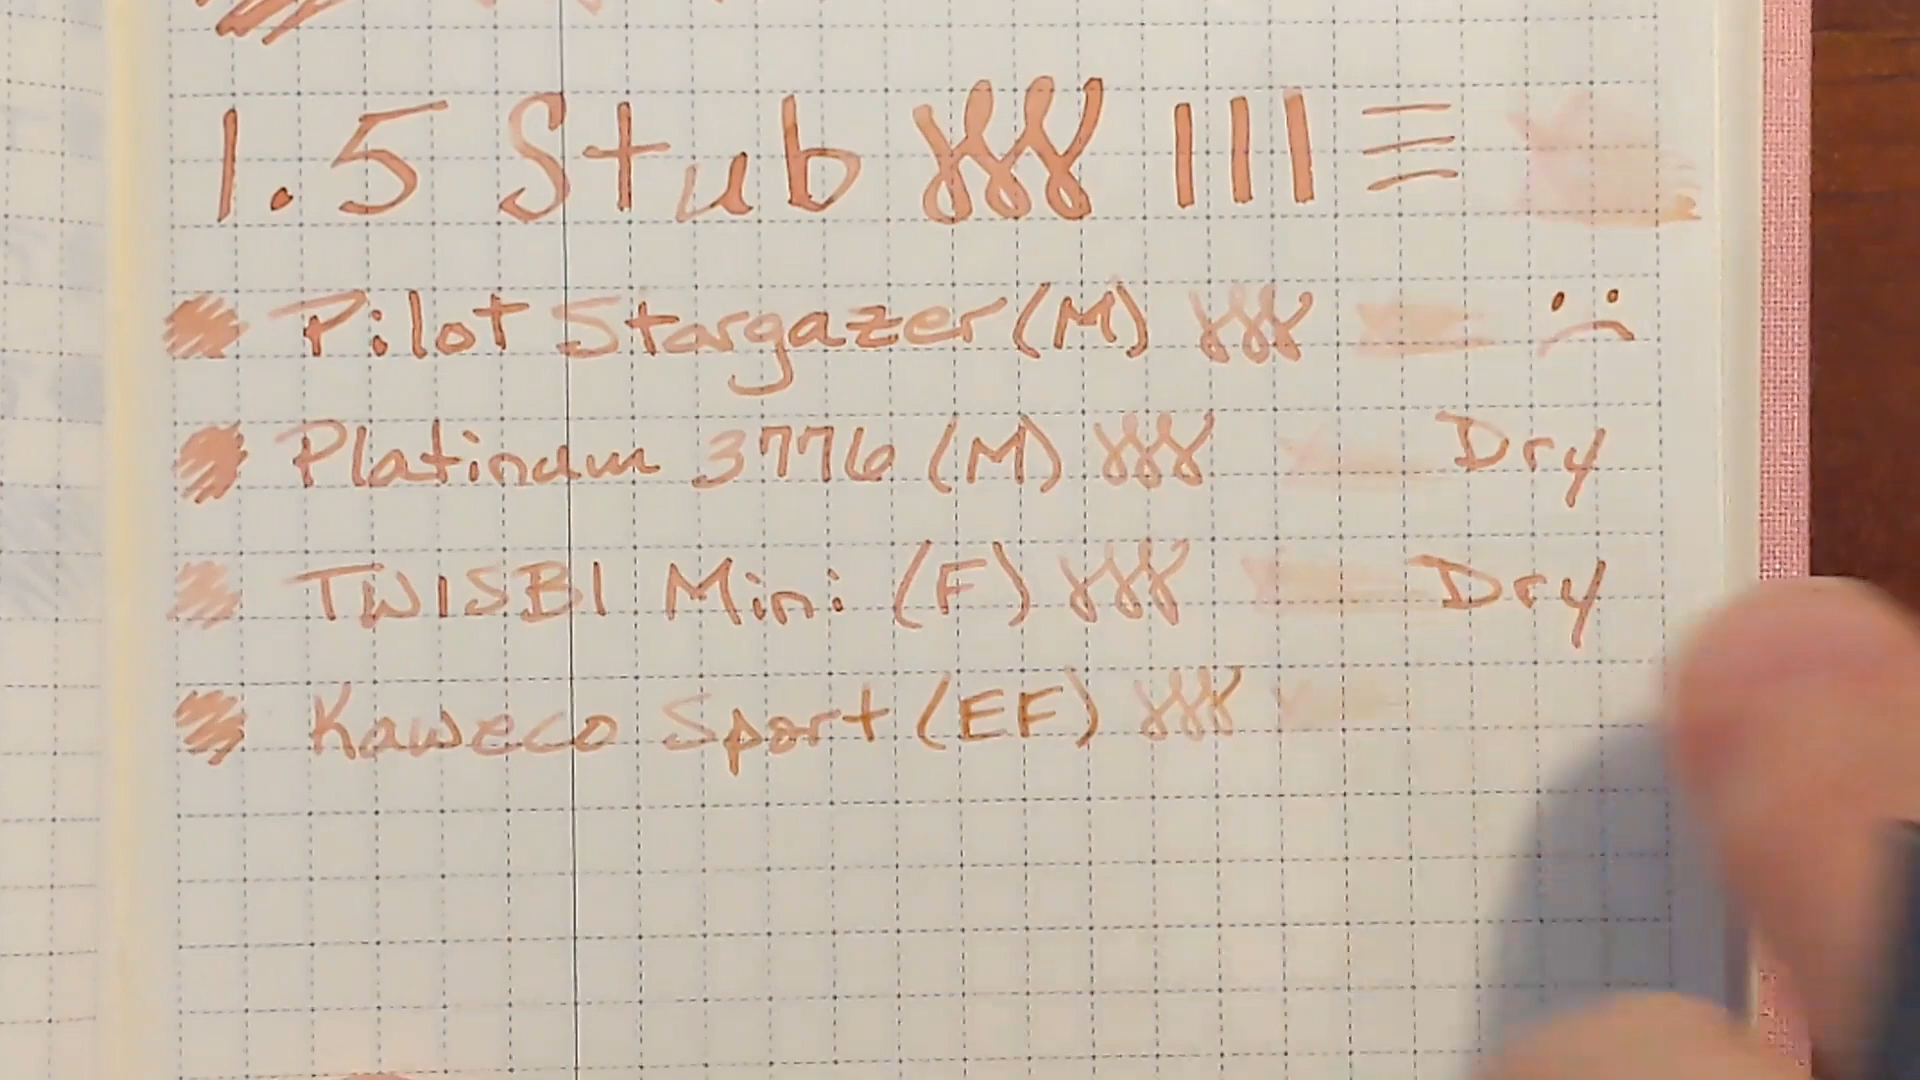 1.5 Stub
Pilot Stargazer (M)
Platinum 3776 (M) Dry
TWISBI Mini (F) Dry
Kaweco Sport (EF)